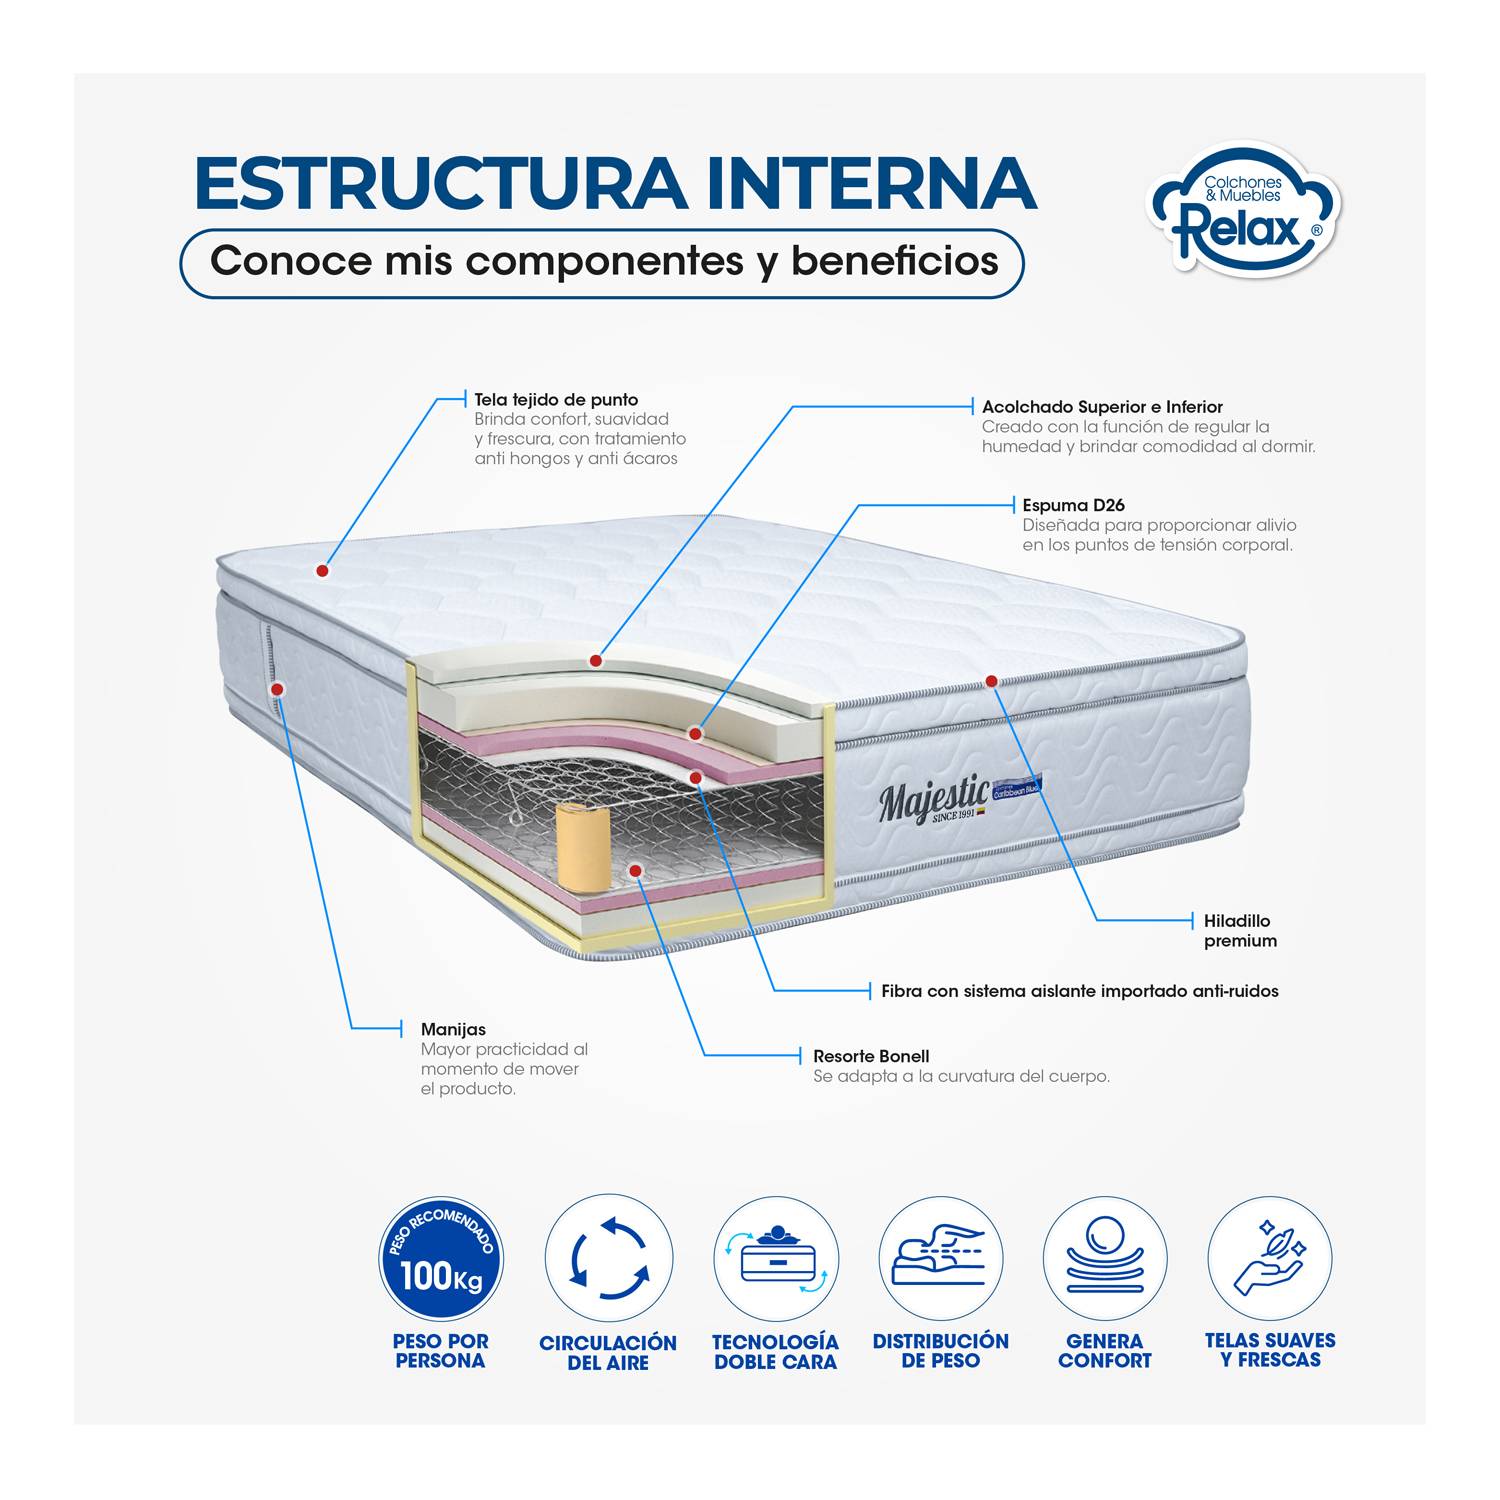 ESTRUCTURA INTERNA
Conoce mis componentes y beneficios
Colchones
& Muebles
Relax ®
Tela tejido de punto
Brinda confort, suavidad
y frescura, con tratamiento
anti hongos y anti ácaros
Acolchado Superior e Inferior
Creado con la función de regular la
humedad y brindar comodidad al dormir.
Espuma D26
Diseñada para proporcionar alivio
en los puntos de tensión corporal.
Majestic
Caribbean Blue
SINCE 1991
Hiladillo
premium
Fibra con sistema aislante importado anti-ruidos
Manijas
Mayor practicidad al
momento de mover
el producto.
Resorte Bonell
Se adapta a la curvatura del cuerpo.
PESO RECOMENDADO
100Kg
PESO POR
PERSONA
CIRCULACIÓN
DEL AIRE
TECNOLOGÍA
DOBLE CARA
DISTRIBUCIÓN
DE PESO
GENERA
CONFORT
TELAS SUAVES
Y FRESCAS